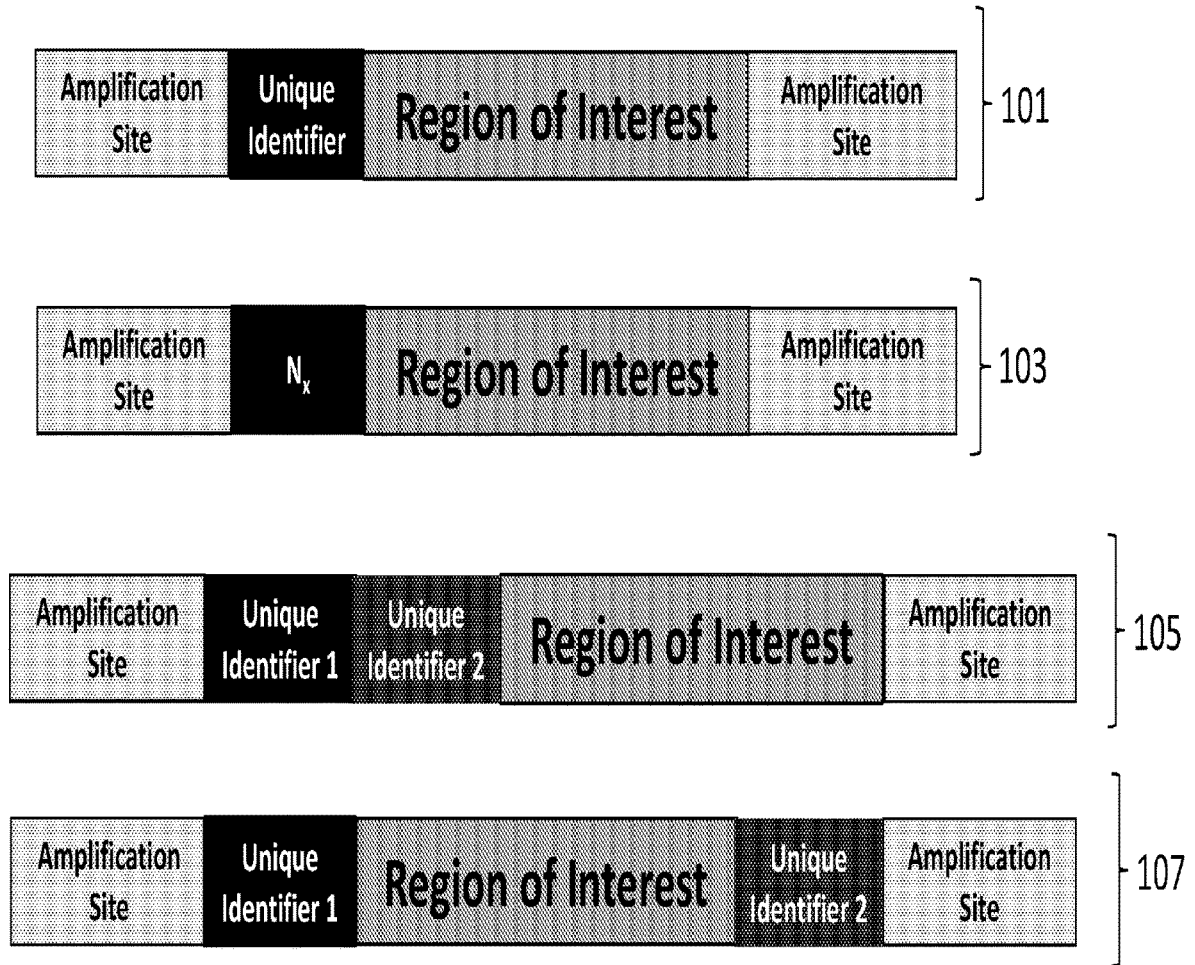 Amplification Site
Unique Identifier
Region of Interest
Amplification Site
101
Amplification Site
Nx
Region of Interest
Amplification Site
103
Amplification Site
Unique Identifier 1
Unique Identifier 2
Region of Interest
Amplification Site
105
Amplification Site
Unique Identifier 1
Region of Interest
Unique Identifier 2
Amplification Site
107